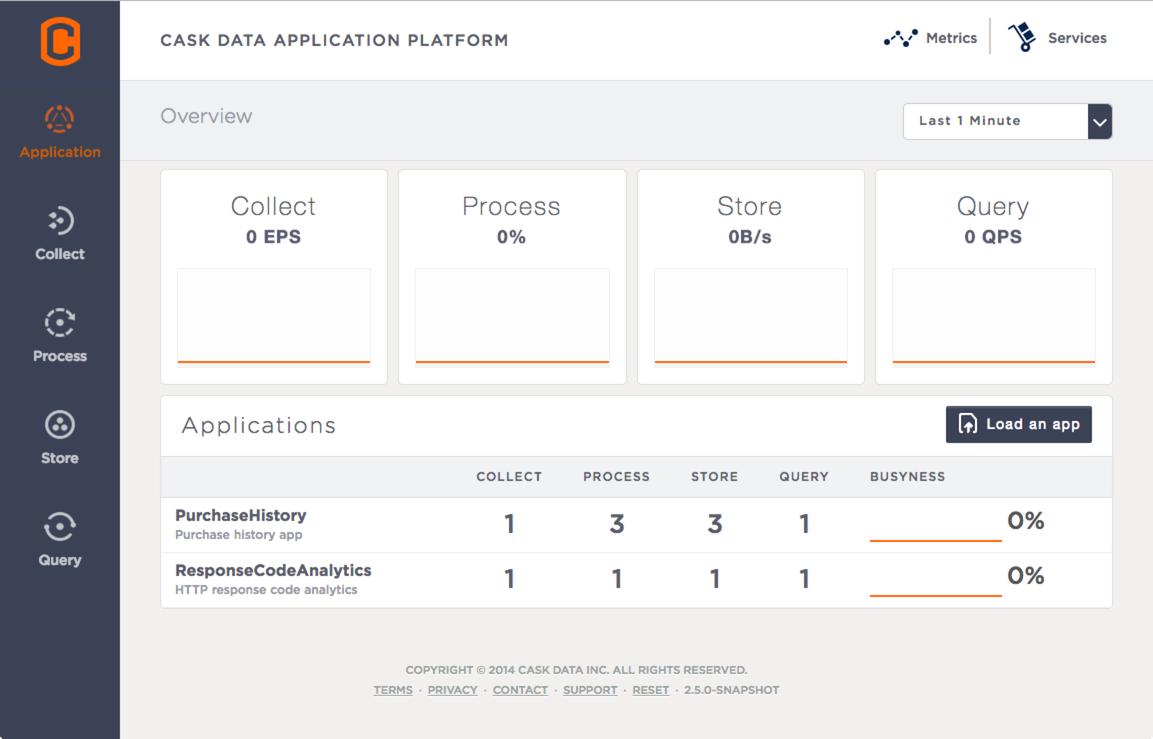 CASK DATA APPLICATION PLATFORM
Metrics
Services
Application
Collect
Process
Store
Query
Overview
Last 1 Minute
Collect
0 EPS
Process
0%
Store
0B/s
Query
0 QPS
Applications
Load an app
COLLECT PROCESS STORE QUERY BUSYNESS
PurchaseHistory 1 3 3 1 0%
Purchase history app
ResponseCodeAnalytics 1 1 1 1 0%
HTTP response code analytics
COPYRIGHT © 2014 CASK DATA INC. ALL RIGHTS RESERVED.
TERMS · PRIVACY · CONTACT · SUPPORT · RESET · 2.5.0-SNAPSHOT